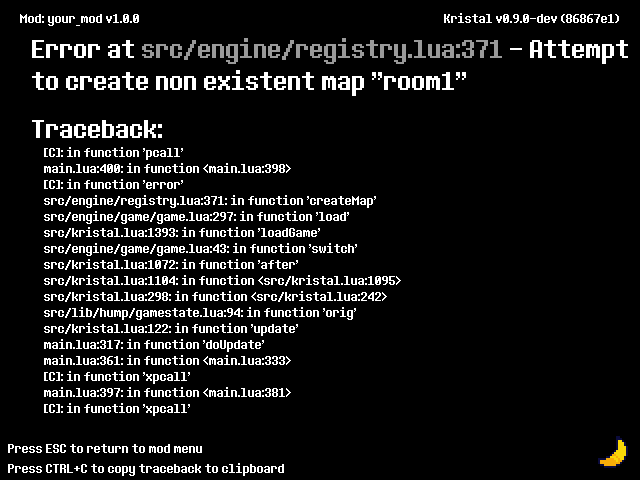 Mod: your_mod v1.0.0
Kristal v0.9.0-dev (86867e1)
Error at src/engine/registry.lua:371 - Attempt
to create non existent map "room1"
Traceback:
[C]: in function 'pcall'
main.lua:400: in function <main.lua:398>
[C]: in function 'error'
src/engine/registry.lua:371: in function 'createMap'
src/engine/game/game.lua:297: in function 'load'
src/kristal.lua:1393: in function 'loadGame'
src/engine/game/game.lua:43: in function 'switch'
src/kristal.lua:1072: in function 'after'
src/kristal.lua:1104: in function <src/kristal.lua:1095>
src/kristal.lua:298: in function <src/kristal.lua:242>
src/lib/hump/gamestate.lua:94: in function 'orig'
src/kristal.lua:122: in function 'update'
main.lua:317: in function 'doUpdate'
main.lua:361: in function <main.lua:333>
[C]: in function 'xpcall'
main.lua:397: in function <main.lua:381>
[C]: in function 'xpcall'
Press ESC to return to mod menu
Press CTRL+C to copy traceback to clipboard